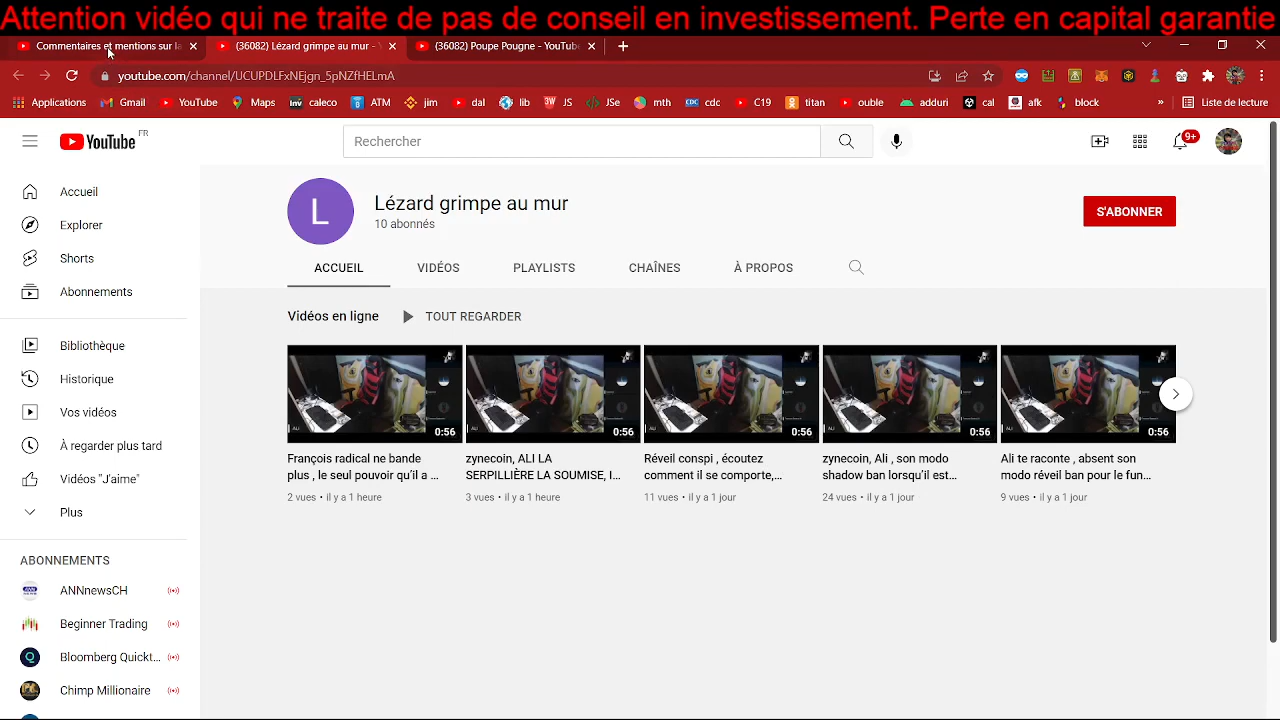 Attention vidéo qui ne traite de pas de conseil en investissement. Perte en capital garantie
Commentaires et mentions sur la
(36082) Lézard grimpe au mur -
(36082) Poupe Pougne - YouTube
youtube.com/channel/UCUPDLFxNEjgn_5pNZfHELmA
Applications Gmail YouTube Maps caleco ATM jim dal lib JS JSe mth cdc C19 titan ouble adduri cal afk block » Liste de lecture
YouTube FR
Rechercher
9+
Accueil
Explorer
Shorts
Abonnements
Bibliothèque
Historique
Vos vidéos
À regarder plus tard
Vidéos "J'aime"
Plus
ABONNEMENTS
ANNnewsCH
Beginner Trading
Bloomberg Quickt...
Chimp Millionaire
L
Lézard grimpe au mur
10 abonnés
S'ABONNER
ACCUEIL VIDÉOS PLAYLISTS CHAÎNES À PROPOS
Vidéos en ligne TOUT REGARDER
0:56 0:56 0:56 0:56 0:56
François radical ne bande
plus , le seul pouvoir qu'il a ...
2 vues • il y a 1 heure
zynecoin, ALI LA
SERPILLIÈRE LA SOUMISE, I...
3 vues • il y a 1 heure
Réveil conspi , écoutez
comment il se comporte,...
11 vues • il y a 1 jour
zynecoin, Ali , son modo
shadow ban lorsqu'il est...
24 vues • il y a 1 jour
Ali te raconte , absent son
modo réveil ban pour le fun...
9 vues • il y a 1 jour